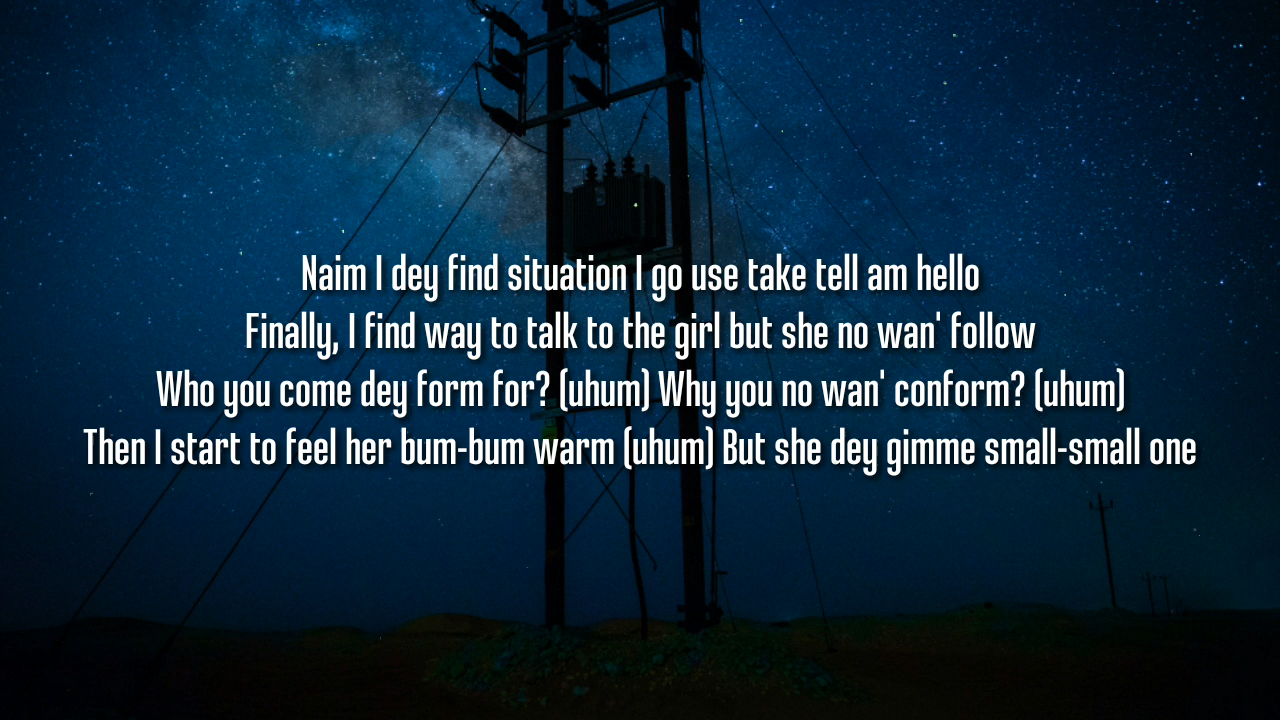 Naim I dey find situation I go use take tell am hello
Finally, I find way to talk to the girl but she no wan' follow
Who you come dey form for? (uhum) Why you no wan' conform? (uhum)
Then I start to feel her bum-bum warm (uhum) But she dey gimme small-small one